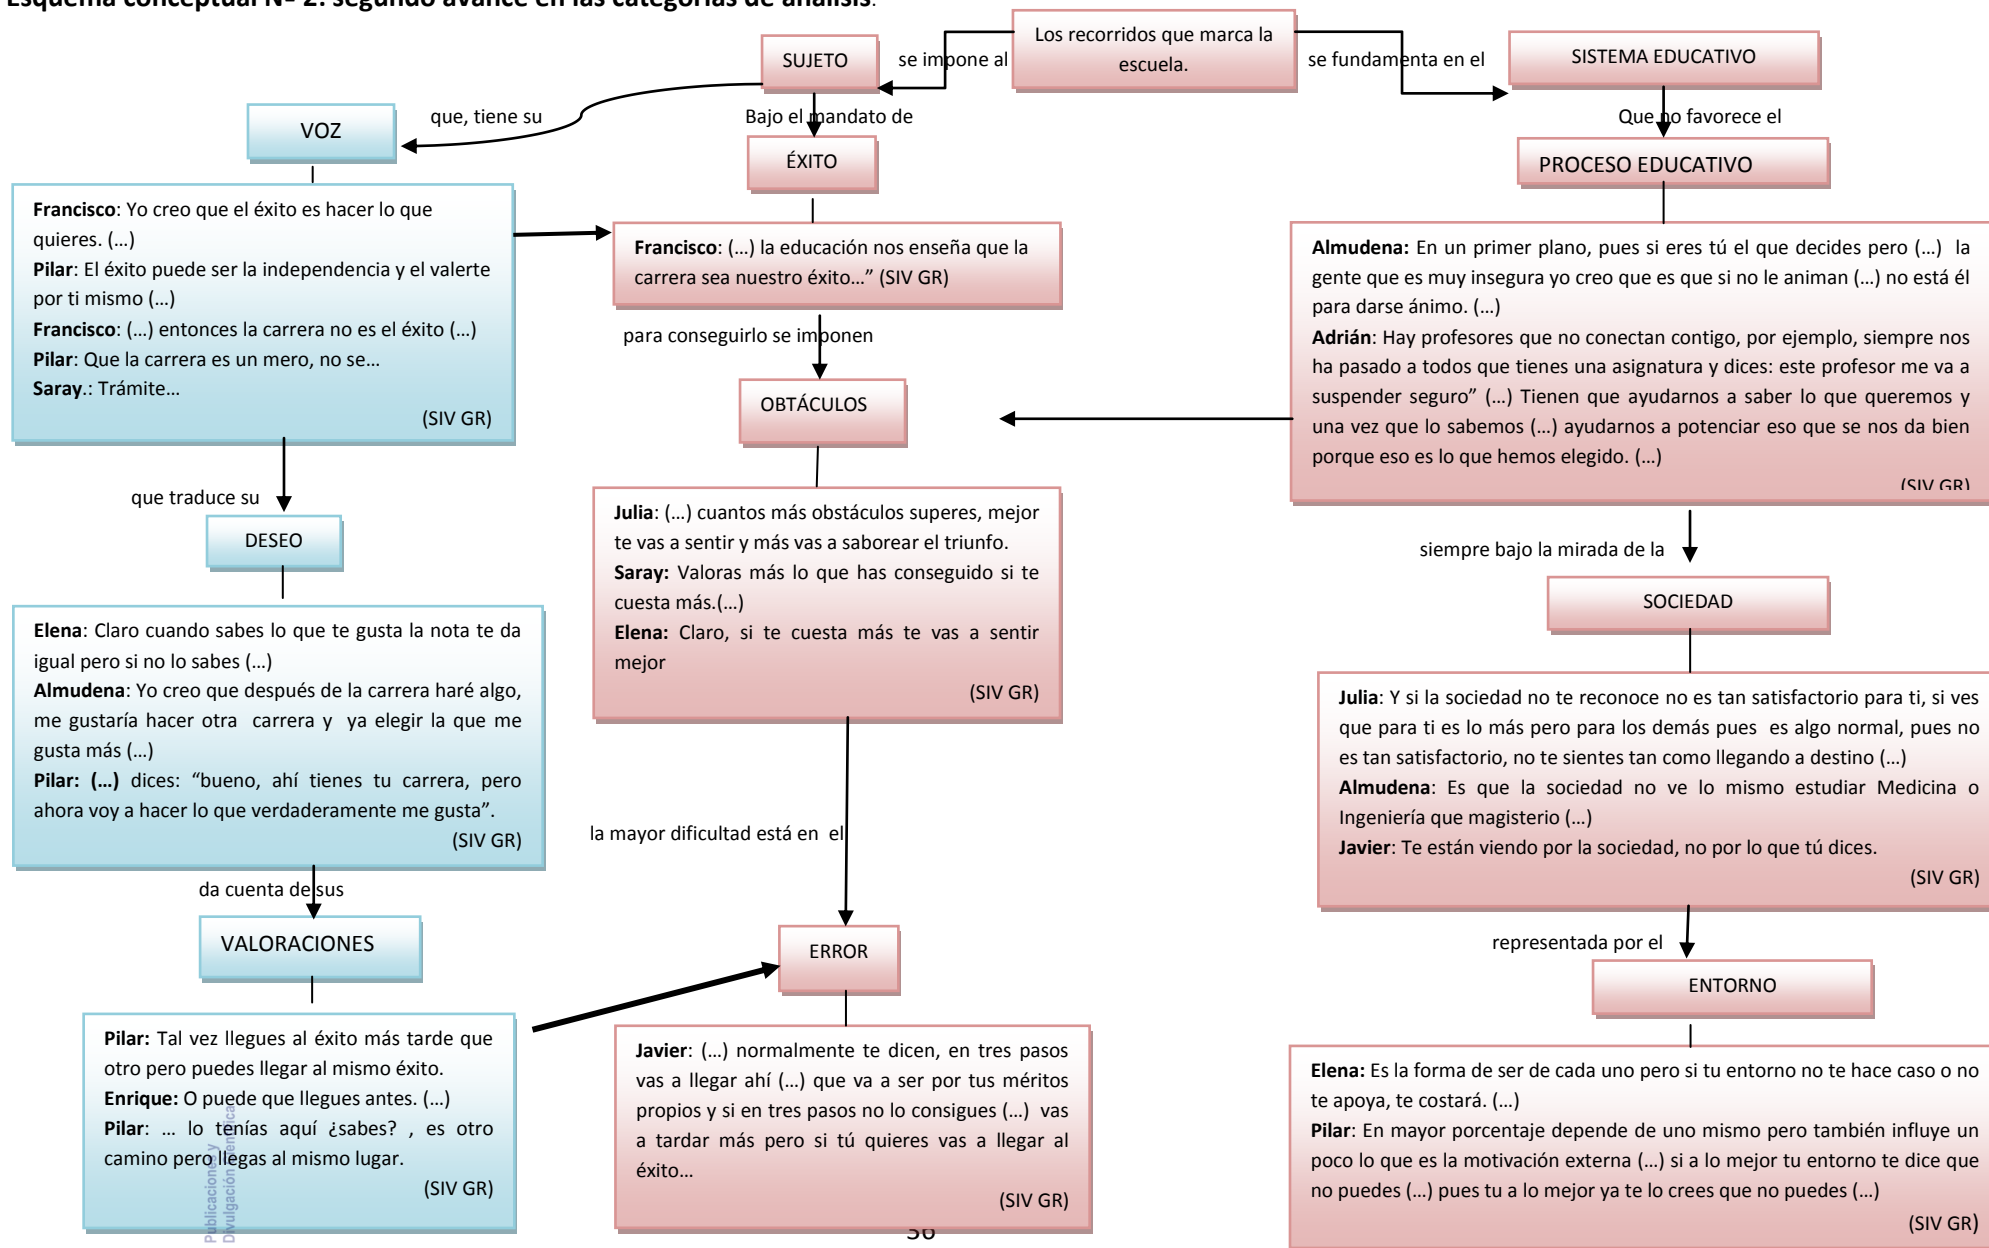 Esquema conceptual Nº 2: segundo avance en las categorías de análisis.
Los recorridos que marca la
escuela.
se impone al
SUJETO
se fundamenta en el
SISTEMA EDUCATIVO
que, tiene su
VOZ
Bajo el mandato de
ÉXITO
Que no favorece el
PROCESO EDUCATIVO
Francisco: Yo creo que el éxito es hacer lo que
quieres. (…)
Pilar: El éxito puede ser la independencia y el valerte
por ti mismo (…)
Francisco: (…) entonces la carrera no es el éxito (…)
Pilar: Que la carrera es un mero, no se…
Saray.: Trámite…
(SIV GR)
Francisco: (…) la educación nos enseña que la
carrera sea nuestro éxito…” (SIV GR)
Almudena: En un primer plano, pues si eres tú el que decides pero (…) la
gente que es muy insegura yo creo que es que si no le animan (…) no está él
para darse ánimo. (…)
Adrián: Hay profesores que no conectan contigo, por ejemplo, siempre nos
ha pasado a todos que tienes una asignatura y dices: este profesor me va a
suspender seguro” (…) Tienen que ayudarnos a saber lo que queremos y
una vez que lo sabemos (…) ayudarnos a potenciar eso que se nos da bien
porque eso es lo que hemos elegido. (…)
(SIV GR)
para conseguirlo se imponen
OBTÁCULOS
que traduce su
DESEO
Julia: (…) cuantos más obstáculos superes, mejor
te vas a sentir y más vas a saborear el triunfo.
Saray: Valoras más lo que has conseguido si te
cuesta más.(…)
Elena: Claro, si te cuesta más te vas a sentir
mejor
(SIV GR)
siempre bajo la mirada de la
SOCIEDAD
Elena: Claro cuando sabes lo que te gusta la nota te da
igual pero si no lo sabes (…)
Almudena: Yo creo que después de la carrera haré algo,
me gustaría hacer otra carrera y ya elegir la que me
gusta más (…)
Pilar: (…) dices: “bueno, ahí tienes tu carrera, pero
ahora voy a hacer lo que verdaderamente me gusta”.
(SIV GR)
Julia: Y si la sociedad no te reconoce no es tan satisfactorio para ti, si ves
que para ti es lo más pero para los demás pues es algo normal, pues no
es tan satisfactorio, no te sientes tan como llegando a destino (…)
Almudena: Es que la sociedad no ve lo mismo estudiar Medicina o
Ingeniería que magisterio (…)
Javier: Te están viendo por la sociedad, no por lo que tú dices.
(SIV GR)
la mayor dificultad está en el
ERROR
da cuenta de sus
VALORACIONES
representada por el
ENTORNO
Pilar: Tal vez llegues al éxito más tarde que
otro pero puedes llegar al mismo éxito.
Enrique: O puede que llegues antes. (…)
Pilar: … lo tenías aquí ¿sabes? , es otro
camino pero llegas al mismo lugar.
(SIV GR)
Javier: (…) normalmente te dicen, en tres pasos
vas a llegar ahí (…) que va a ser por tus méritos
propios y si en tres pasos no lo consigues (…) vas
a tardar más pero si tú quieres vas a llegar al
éxito…
(SIV GR)
Elena: Es la forma de ser de cada uno pero si tu entorno no te hace caso o no
te apoya, te costará. (…)
Pilar: En mayor porcentaje depende de uno mismo pero también influye un
poco lo que es la motivación externa (…) si a lo mejor tu entorno te dice que
no puedes (…) pues tu a lo mejor ya te lo crees que no puedes (…)
(SIV GR)
Publicaciones y
Divulgación Científica
36